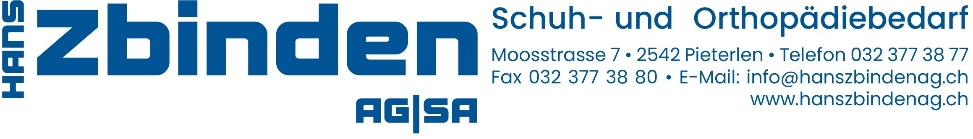 HANS
Zbinden
AG|SA
Schuh- und Orthopädiebedarf
Moosstrasse 7 • 2542 Pieterlen • Telefon 032 377 38 77
Fax 032 377 38 80 • E-Mail: info@hanszbindenag.ch
www.hanszbindenag.ch